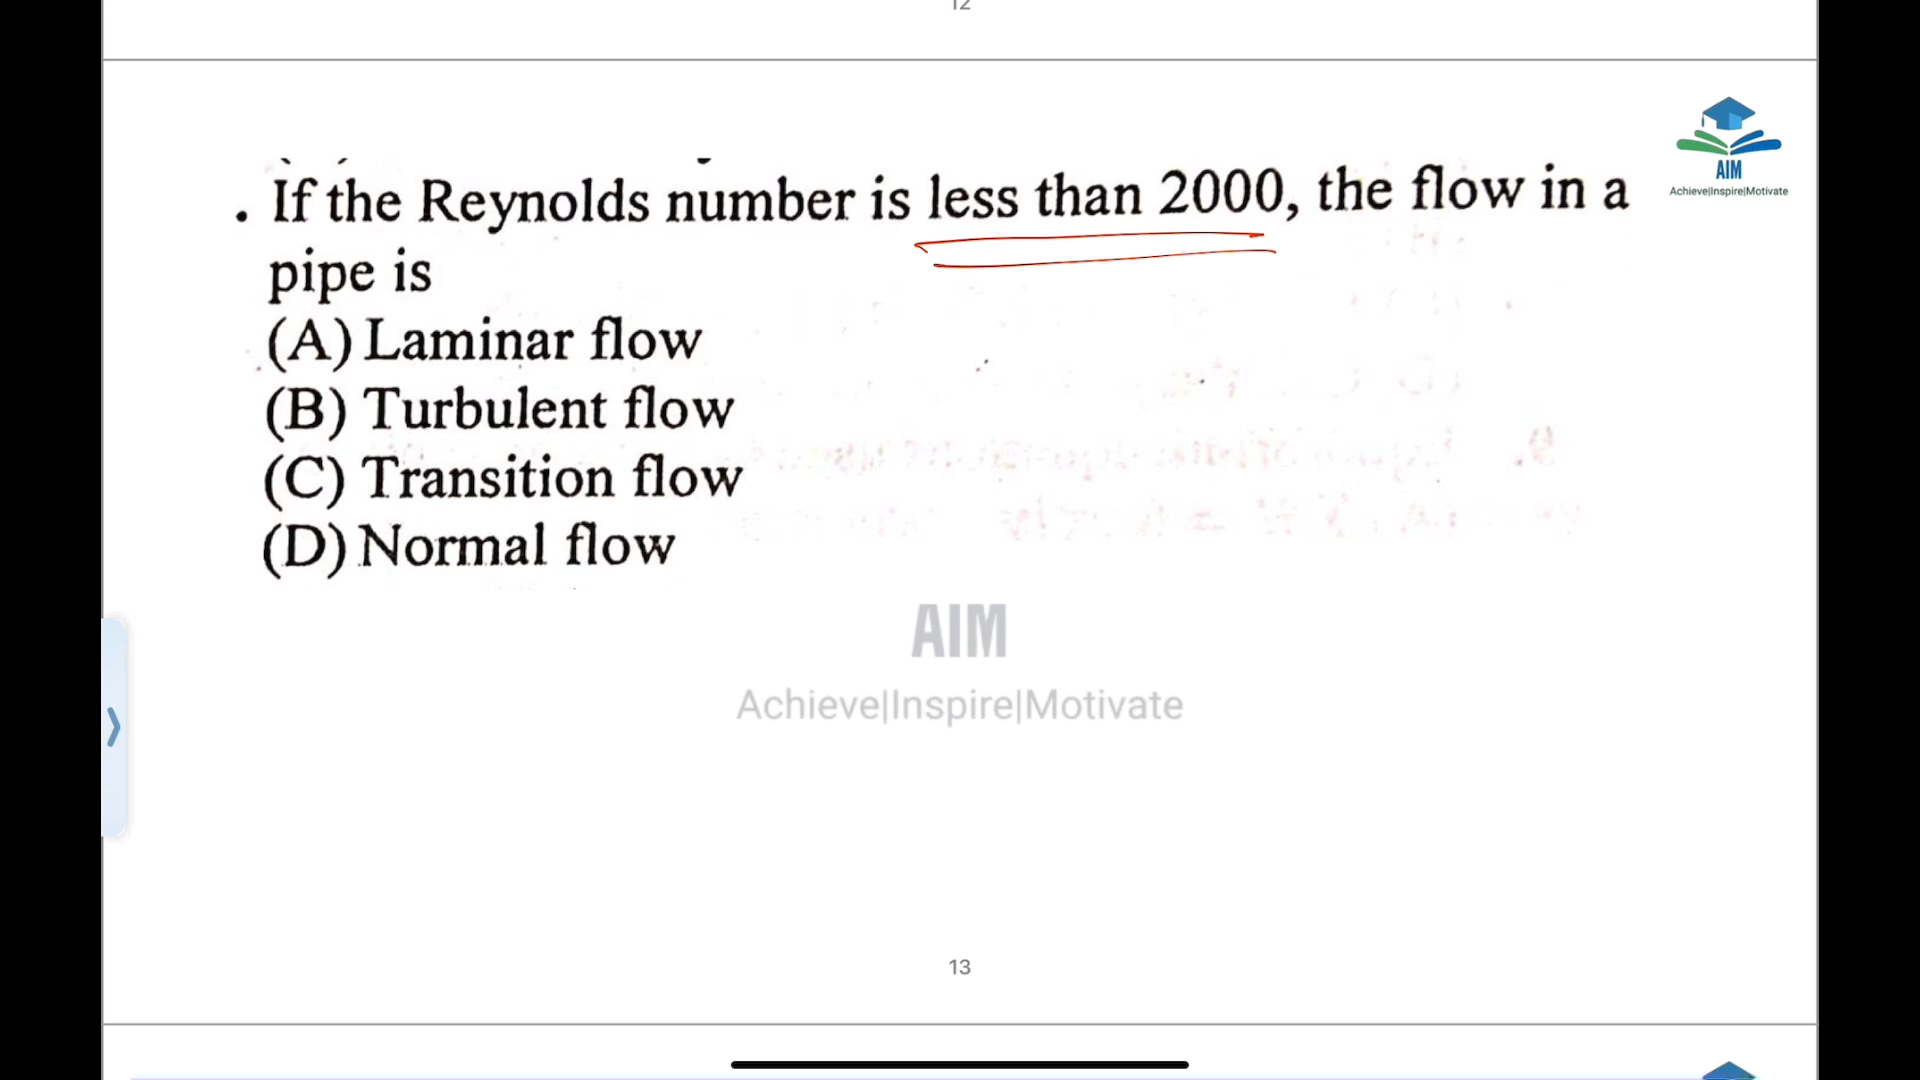 12
AIM
Achieve|Inspire|Motivate
. If the Reynolds number is less than 2000, the flow in a
pipe is
(A) Laminar flow
(B) Turbulent flow
(C) Transition flow
(D) Normal flow
AIM
Achieve|Inspire|Motivate
13